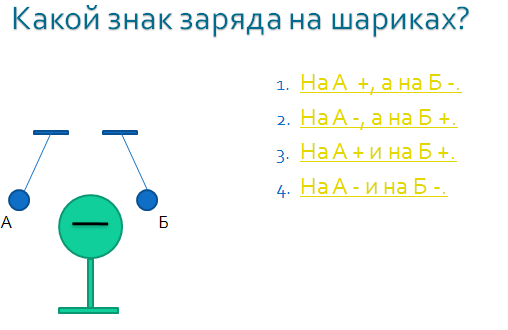 Какой знак заряда на шариках?
1. На А +, а на Б -.
2. На А -, а на Б +.
3. На А + и на Б +.
4. На А - и на Б -.
А
Б